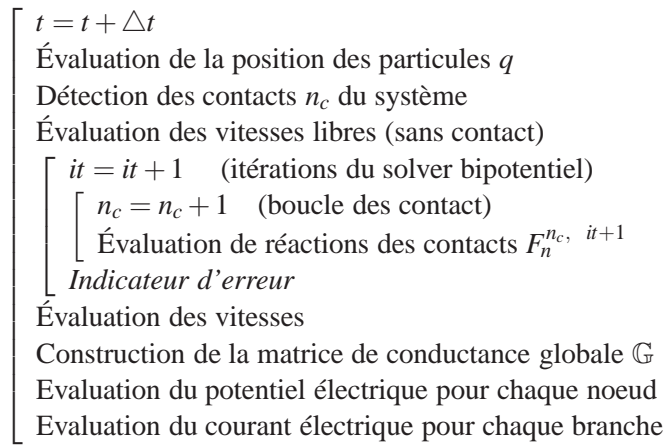 t = t + △t
Évaluation de la position des particules q
Détection des contacts n_c du système
Évaluation des vitesses libres (sans contact)
it = it + 1 (itérations du solver bipotentiel)
n_c = n_c + 1 (boucle des contact)
Évaluation de réactions des contacts F_n^{n_c, it+1}
Indicateur d'erreur
Évaluation des vitesses
Construction de la matrice de conductance globale 𝔾
Evaluation du potentiel électrique pour chaque noeud
Evaluation du courant électrique pour chaque branche